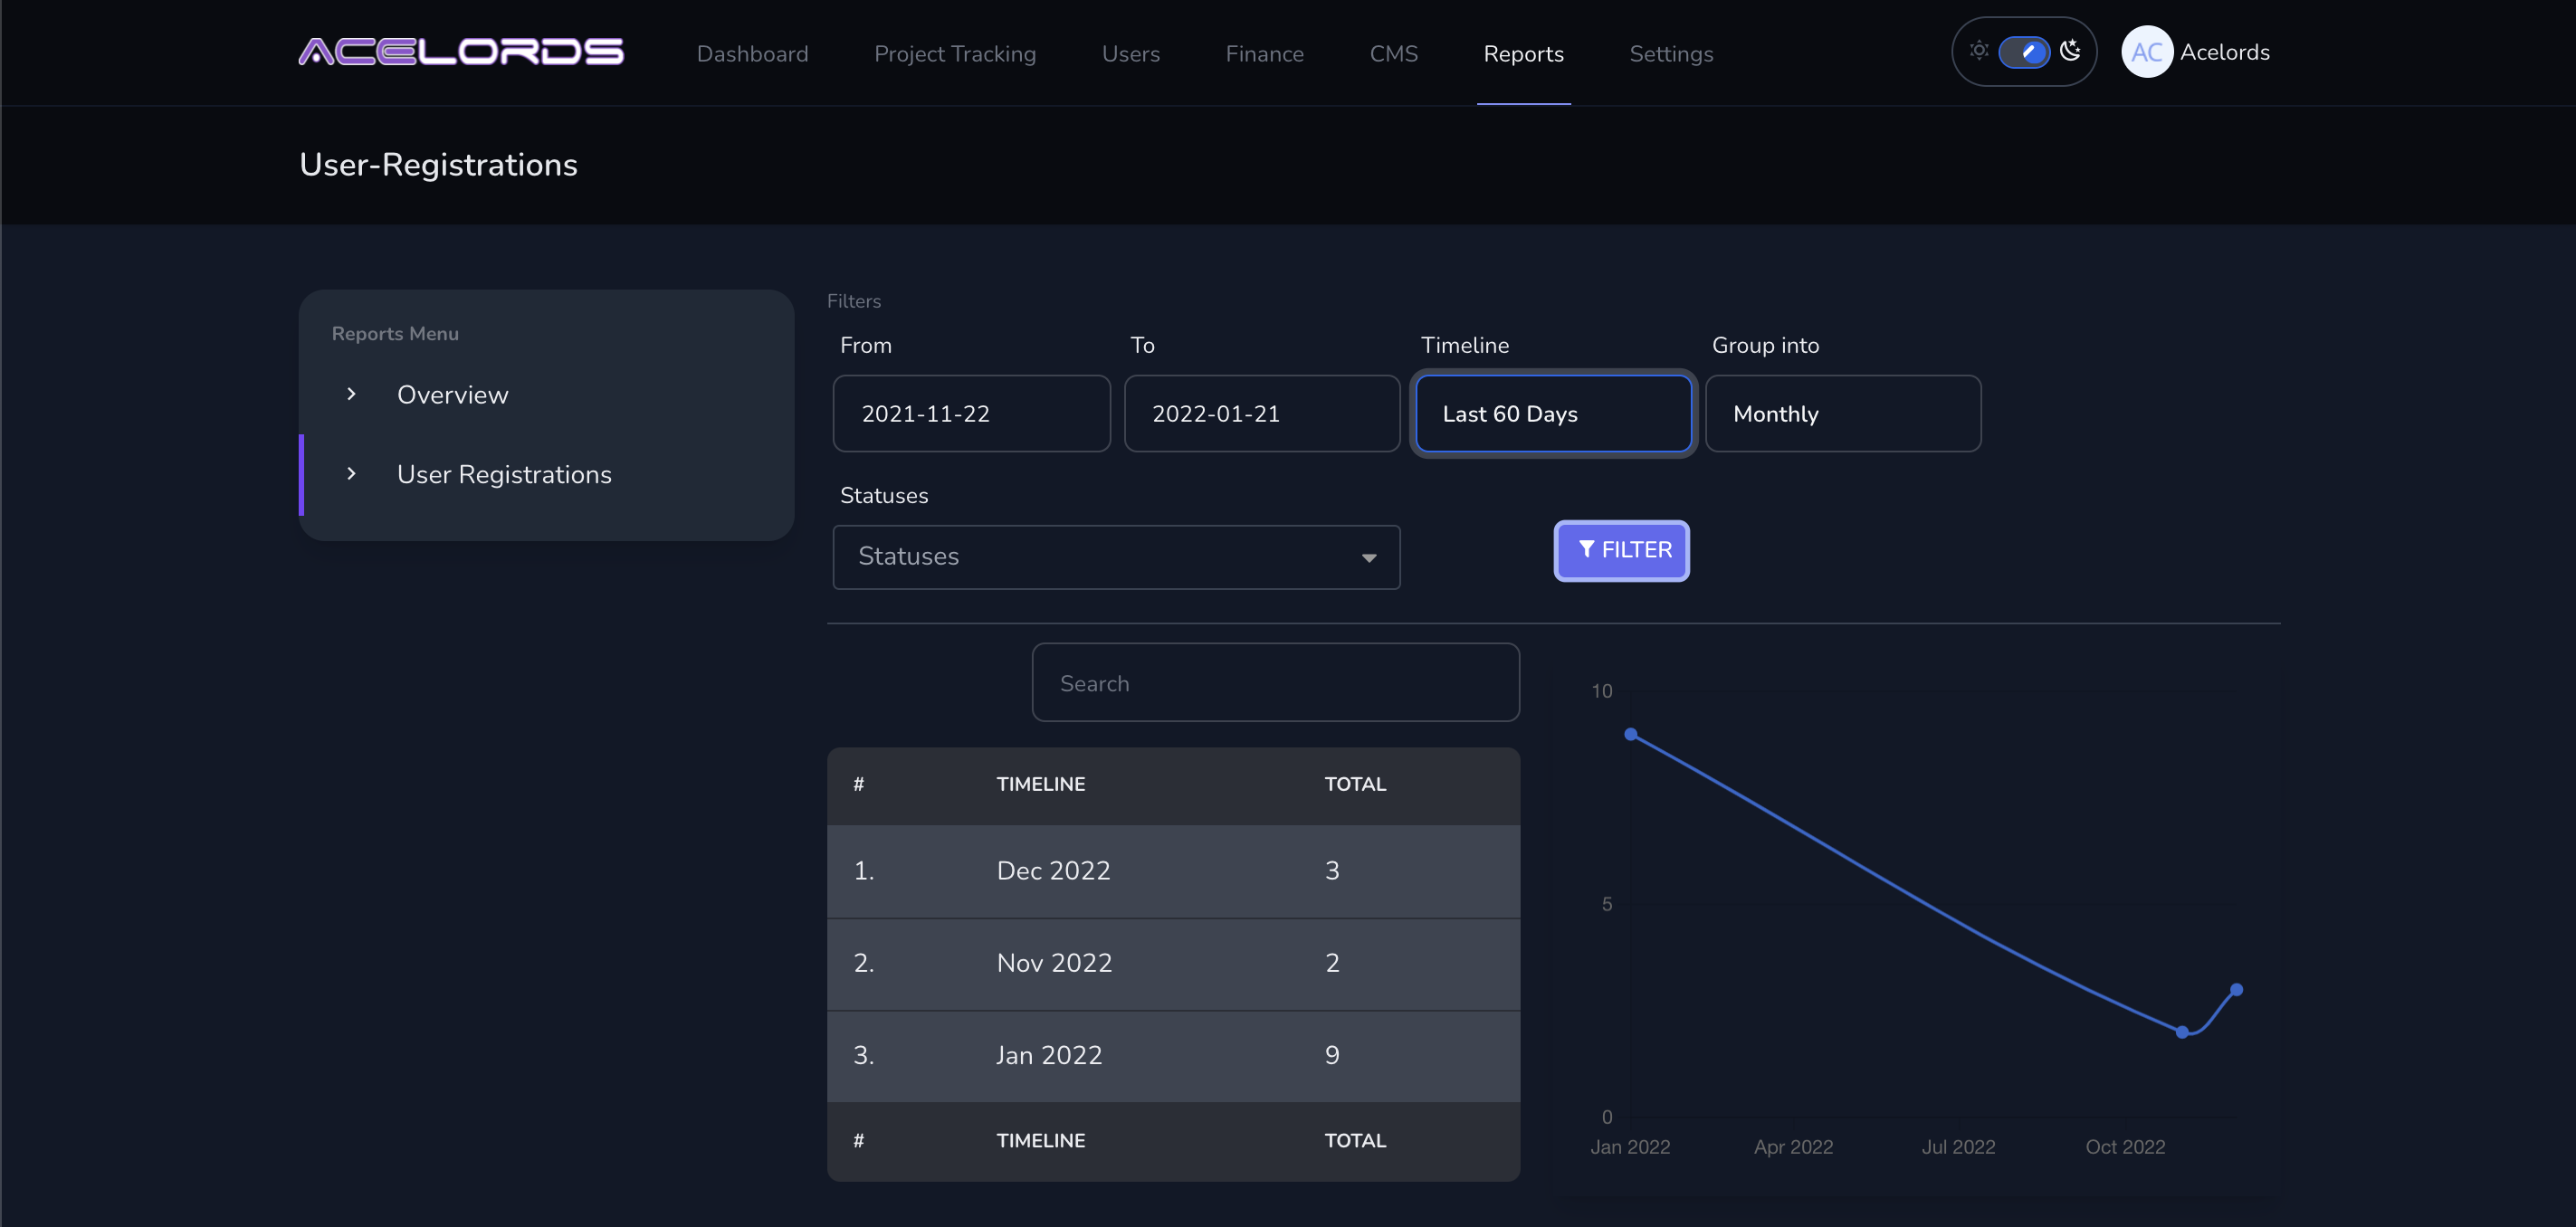 ACELORDS Dashboard Project Tracking Users Finance CMS Reports Settings AC Acelords
User-Registrations
Reports Menu
Overview
User Registrations
Filters
From To Timeline Group into
2021-11-22 2022-01-21 Last 60 Days Monthly
Statuses
Statuses FILTER
Search
# TIMELINE TOTAL
1. Dec 2022 3
2. Nov 2022 2
3. Jan 2022 9
# TIMELINE TOTAL
10
5
0
Jan 2022 Apr 2022 Jul 2022 Oct 2022